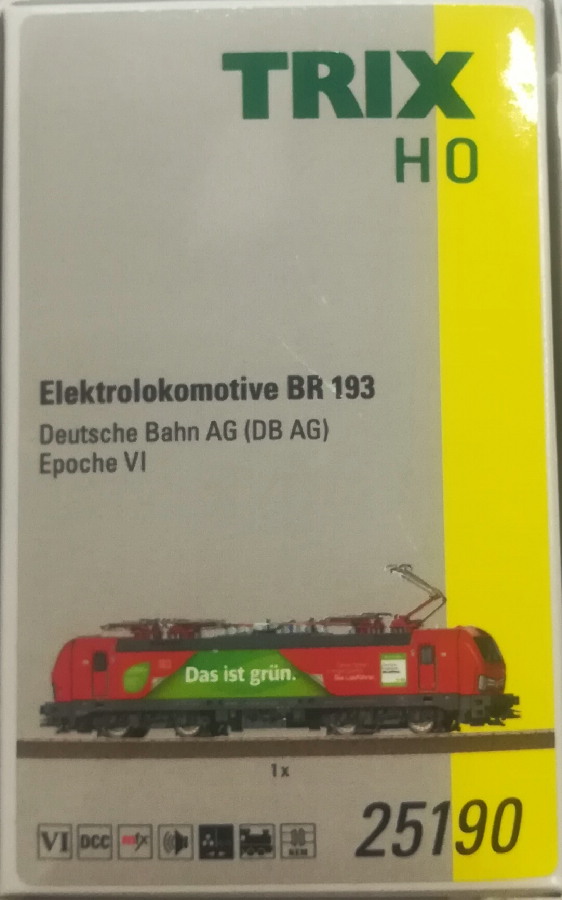 TRIX
H0
Elektrolokomotive BR 193
Deutsche Bahn AG (DB AG)
Epoche VI
Das ist grün.
1x
VI DCC mfx
25190